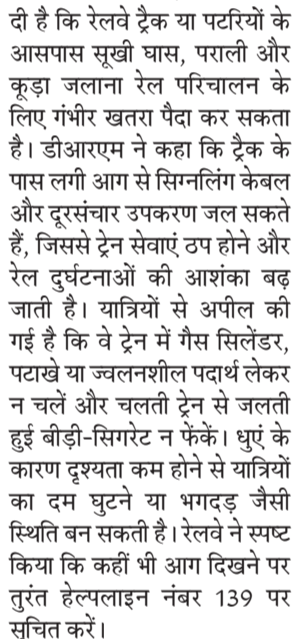 दी है कि रेलवे ट्रैक या पटरियों के
आसपास सूखी घास, पराली और
कूड़ा जलाना रेल परिचालन के
लिए गंभीर खतरा पैदा कर सकता
है। डीआरएम ने कहा कि ट्रैक के
पास लगी आग से सिग्नलिंग केबल
और दूरसंचार उपकरण जल सकते
हैं, जिससे ट्रेन सेवाएं ठप होने और
रेल दुर्घटनाओं की आशंका बढ़
जाती है। यात्रियों से अपील की
गई है कि वे ट्रेन में गैस सिलेंडर,
पटाखे या ज्वलनशील पदार्थ लेकर
न चलें और चलती ट्रेन से जलती
हुई बीड़ी-सिगरेट न फेंकें। धुएं के
कारण दृश्यता कम होने से यात्रियों
का दम घुटने या भगदड़ जैसी
स्थिति बन सकती है। रेलवे ने स्पष्ट
किया कि कहीं भी आग दिखने पर
तुरंत हेल्पलाइन नंबर 139 पर
सूचित करें।